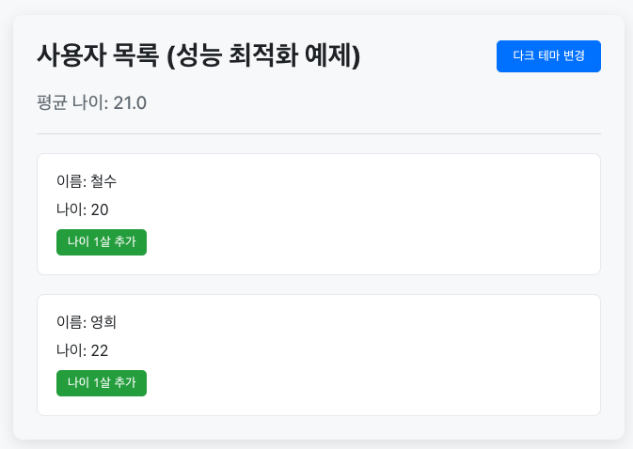 사용자 목록 (성능 최적화 예제)
다크 테마 변경
평균 나이: 21.0
이름: 철수
나이: 20
나이 1살 추가
이름: 영희
나이: 22
나이 1살 추가